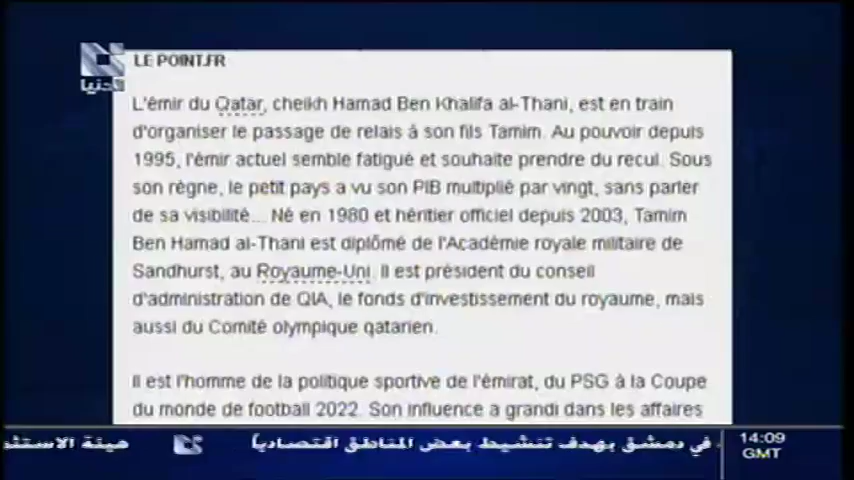 LE POINT.FR
الدنيا
L'émir du Qatar, cheikh Hamad Ben Khalifa al-Thani, est en train
d'organiser le passage de relais à son fils Tamim. Au pouvoir depuis
1995, l'émir actuel semble fatigué et souhaite prendre du recul. Sous
son règne, le petit pays a vu son PIB multiplié par vingt, sans parler
de sa visibilité... Né en 1980 et héritier officiel depuis 2003, Tamim
Ben Hamad al-Thani est diplômé de l'Académie royale militaire de
Sandhurst, au Royaume-Uni. Il est président du conseil
d'administration de QIA, le fonds d'investissement du royaume, mais
aussi du Comité olympique qatarien.
Il est l'homme de la politique sportive de l'émirat, du PSG à la Coupe
du monde de football 2022. Son influence a grandi dans les affaires
في دمشق بهدف تنشيط بعض المناطق اقتصادياً
هيئة الاستثـ
14:09
GMT